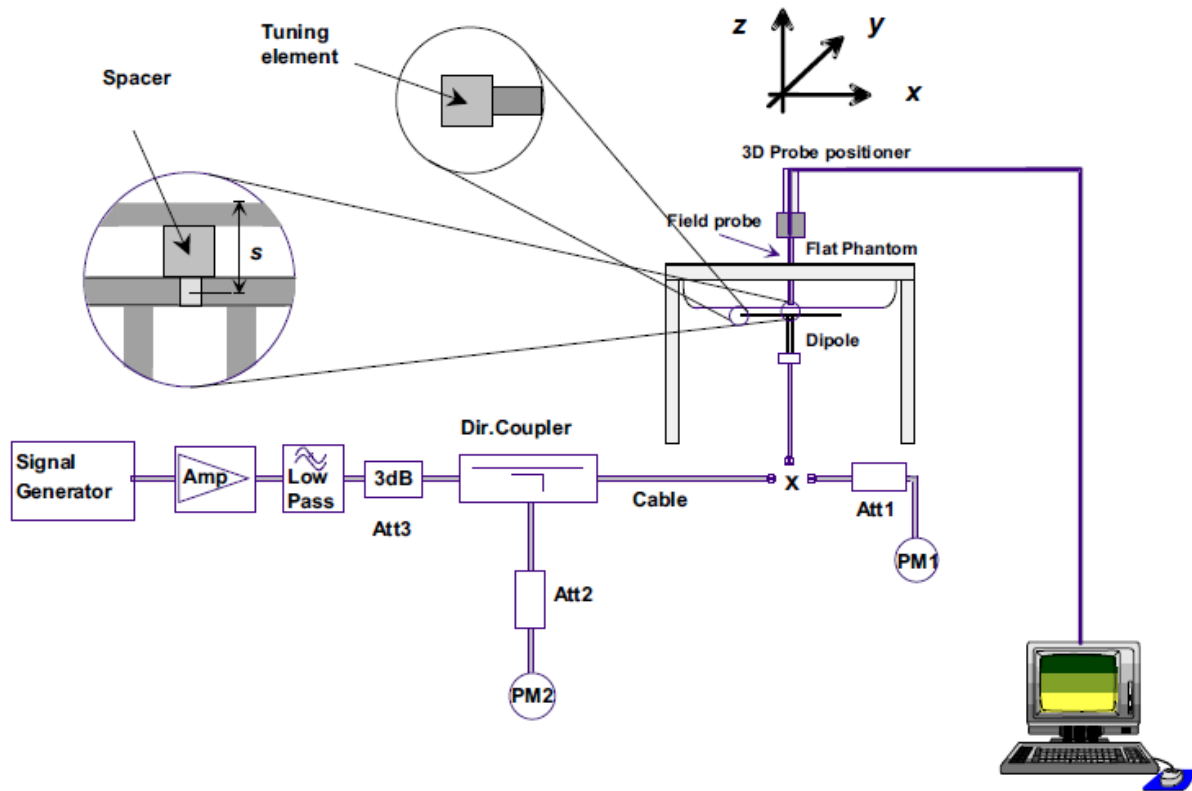 Tuning
element
Spacer
z
y
x
3D Probe positioner
Field probe
Flat Phantom
s
Dipole
Dir.Coupler
Signal
Generator
Amp
Low
Pass
3dB
Att3
Cable
x
Att1
PM1
Att2
PM2